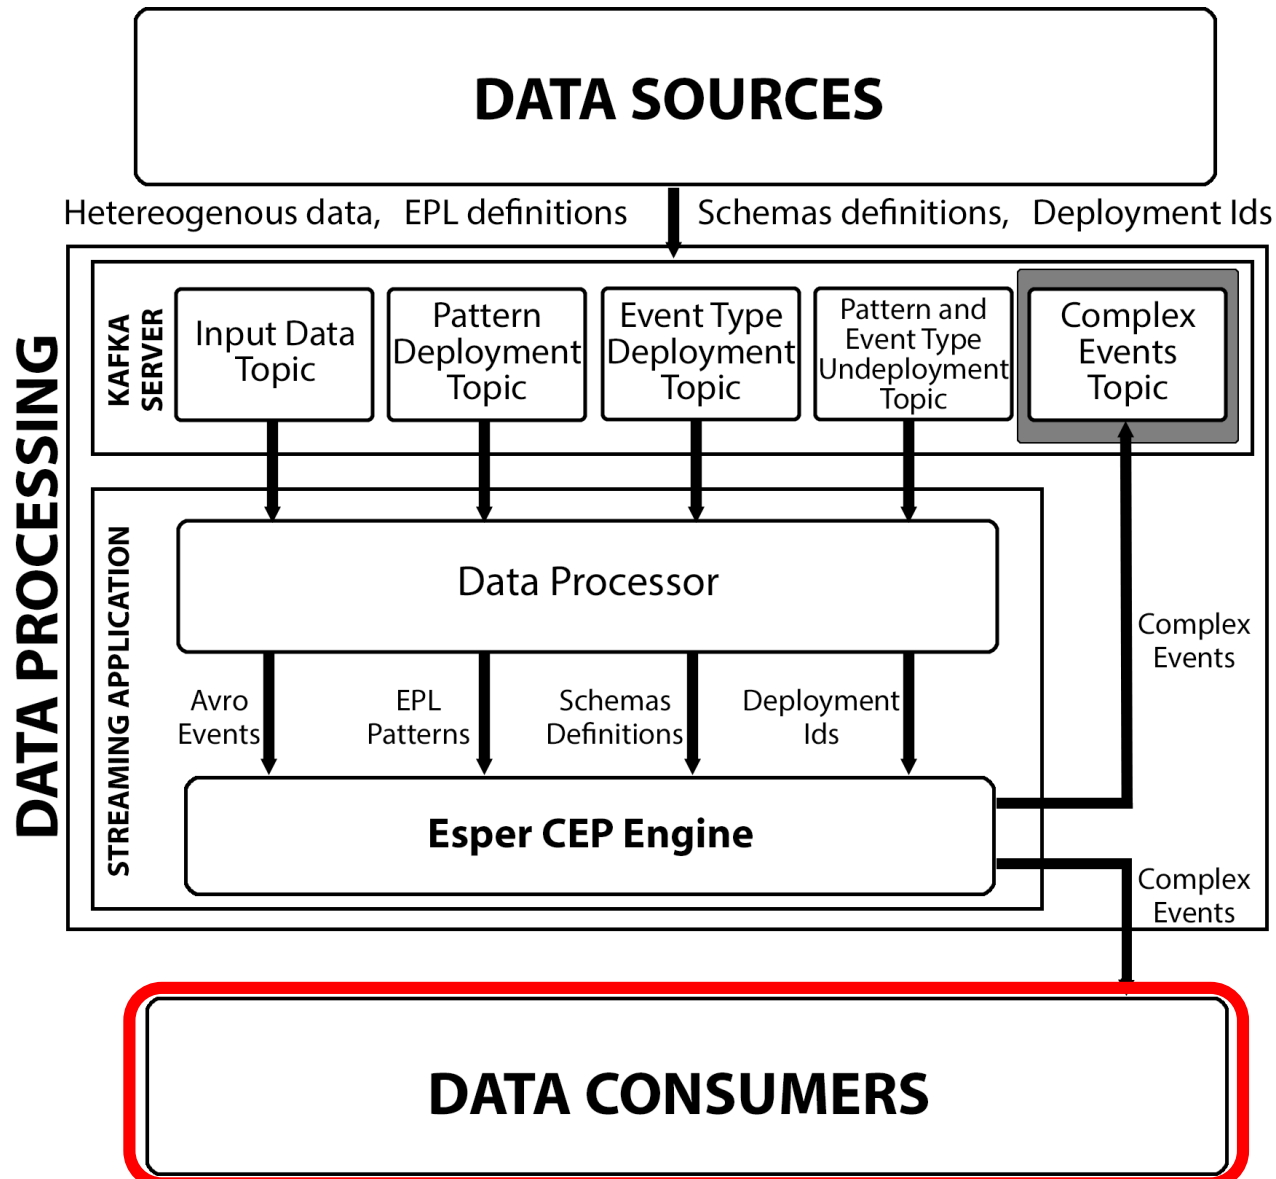 DATA SOURCES
Hetereogenous data, EPL definitions Schemas definitions, Deployment Ids
DATA PROCESSING
KAFKA
SERVER
Input Data
Topic
Pattern
Deployment
Topic
Event Type
Deployment
Topic
Pattern and
Event Type
Undeployment
Topic
Complex
Events
Topic
STREAMING APPLICATION
Data Processor
Avro
Events
EPL
Patterns
Schemas
Definitions
Deployment
Ids
Complex
Events
Esper CEP Engine
Complex
Events
DATA CONSUMERS